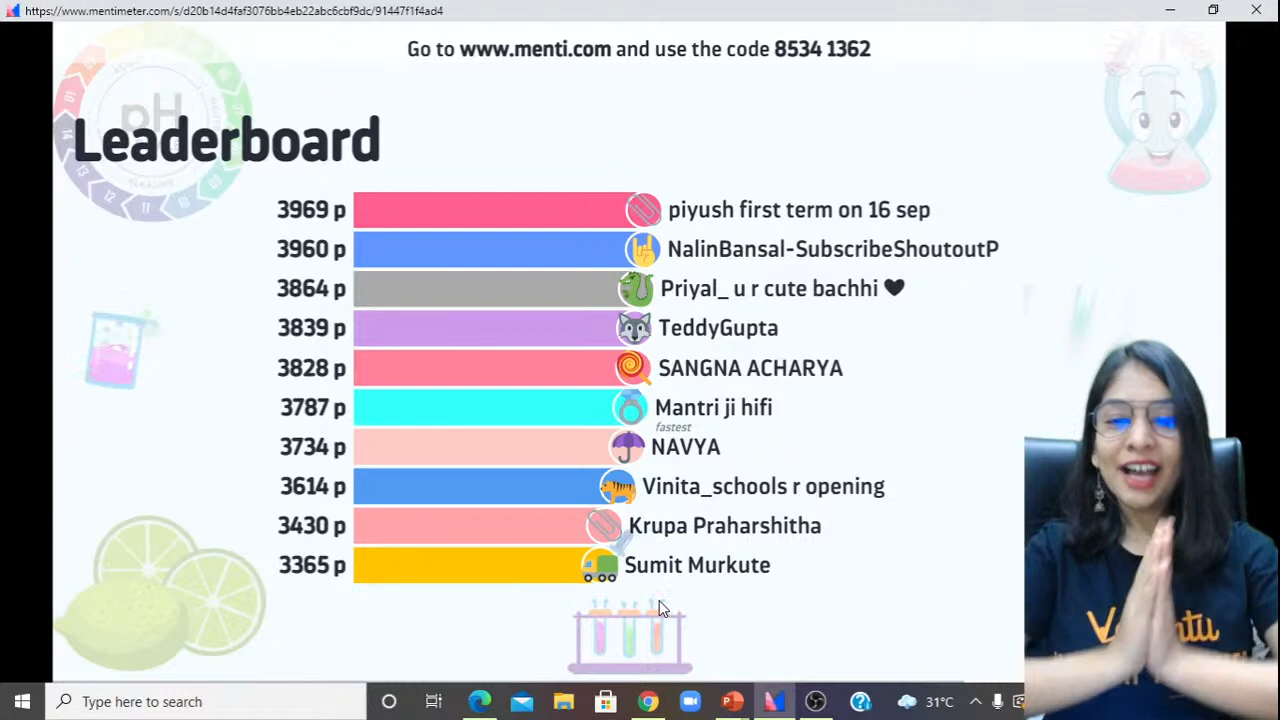 https://www.mentimeter.com/s/d20b14d4faf3076bb4eb22abc6cbf9dc/91447f1f4ad4
Go to www.menti.com and use the code 8534 1362
pH
Leaderboard
3969 p piyush first term on 16 sep
3960 p NalinBansal-SubscribeShoutoutP
3864 p Priyal_ u r cute bachhi 🖤
3839 p TeddyGupta
3828 p SANGNA ACHARYA
3787 p Mantri ji hifi
fastest
3734 p NAVYA
3614 p Vinita_schools r opening
3430 p Krupa Praharshitha
3365 p Sumit Murkute
Type here to search
31°C